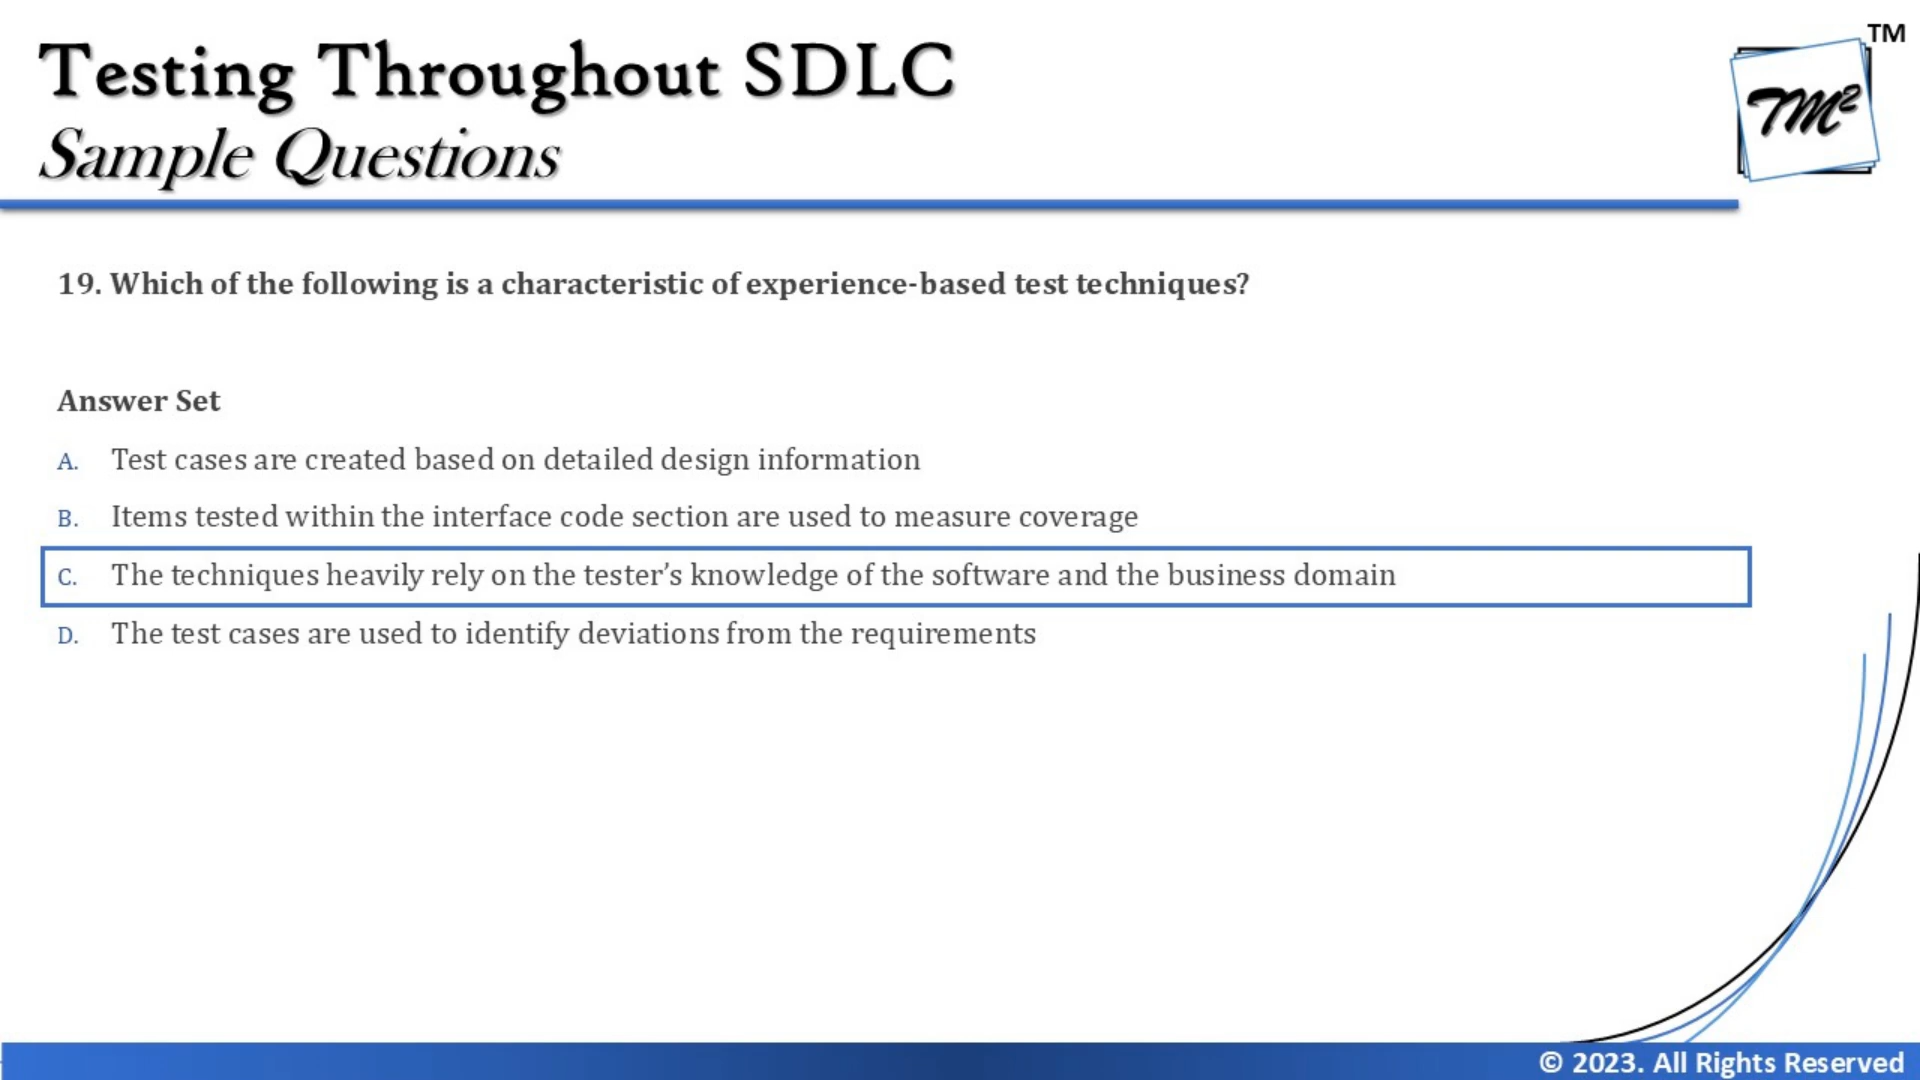 Testing Throughout SDLC
Sample Questions
TM
TM²
19. Which of the following is a characteristic of experience-based test techniques?
Answer Set
A. Test cases are created based on detailed design information
B. Items tested within the interface code section are used to measure coverage
C. The techniques heavily rely on the tester’s knowledge of the software and the business domain
D. The test cases are used to identify deviations from the requirements
© 2023. All Rights Reserved